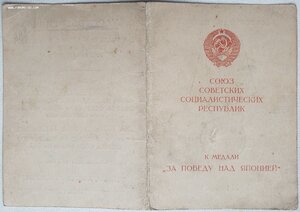 СОЮЗ
СОВЕТСКИХ
СОЦИАЛИСТИЧЕСКИХ
РЕСПУБЛИК
К МЕДАЛИ
„ЗА ПОБЕДУ НАД ЯПОНИЕЙ“